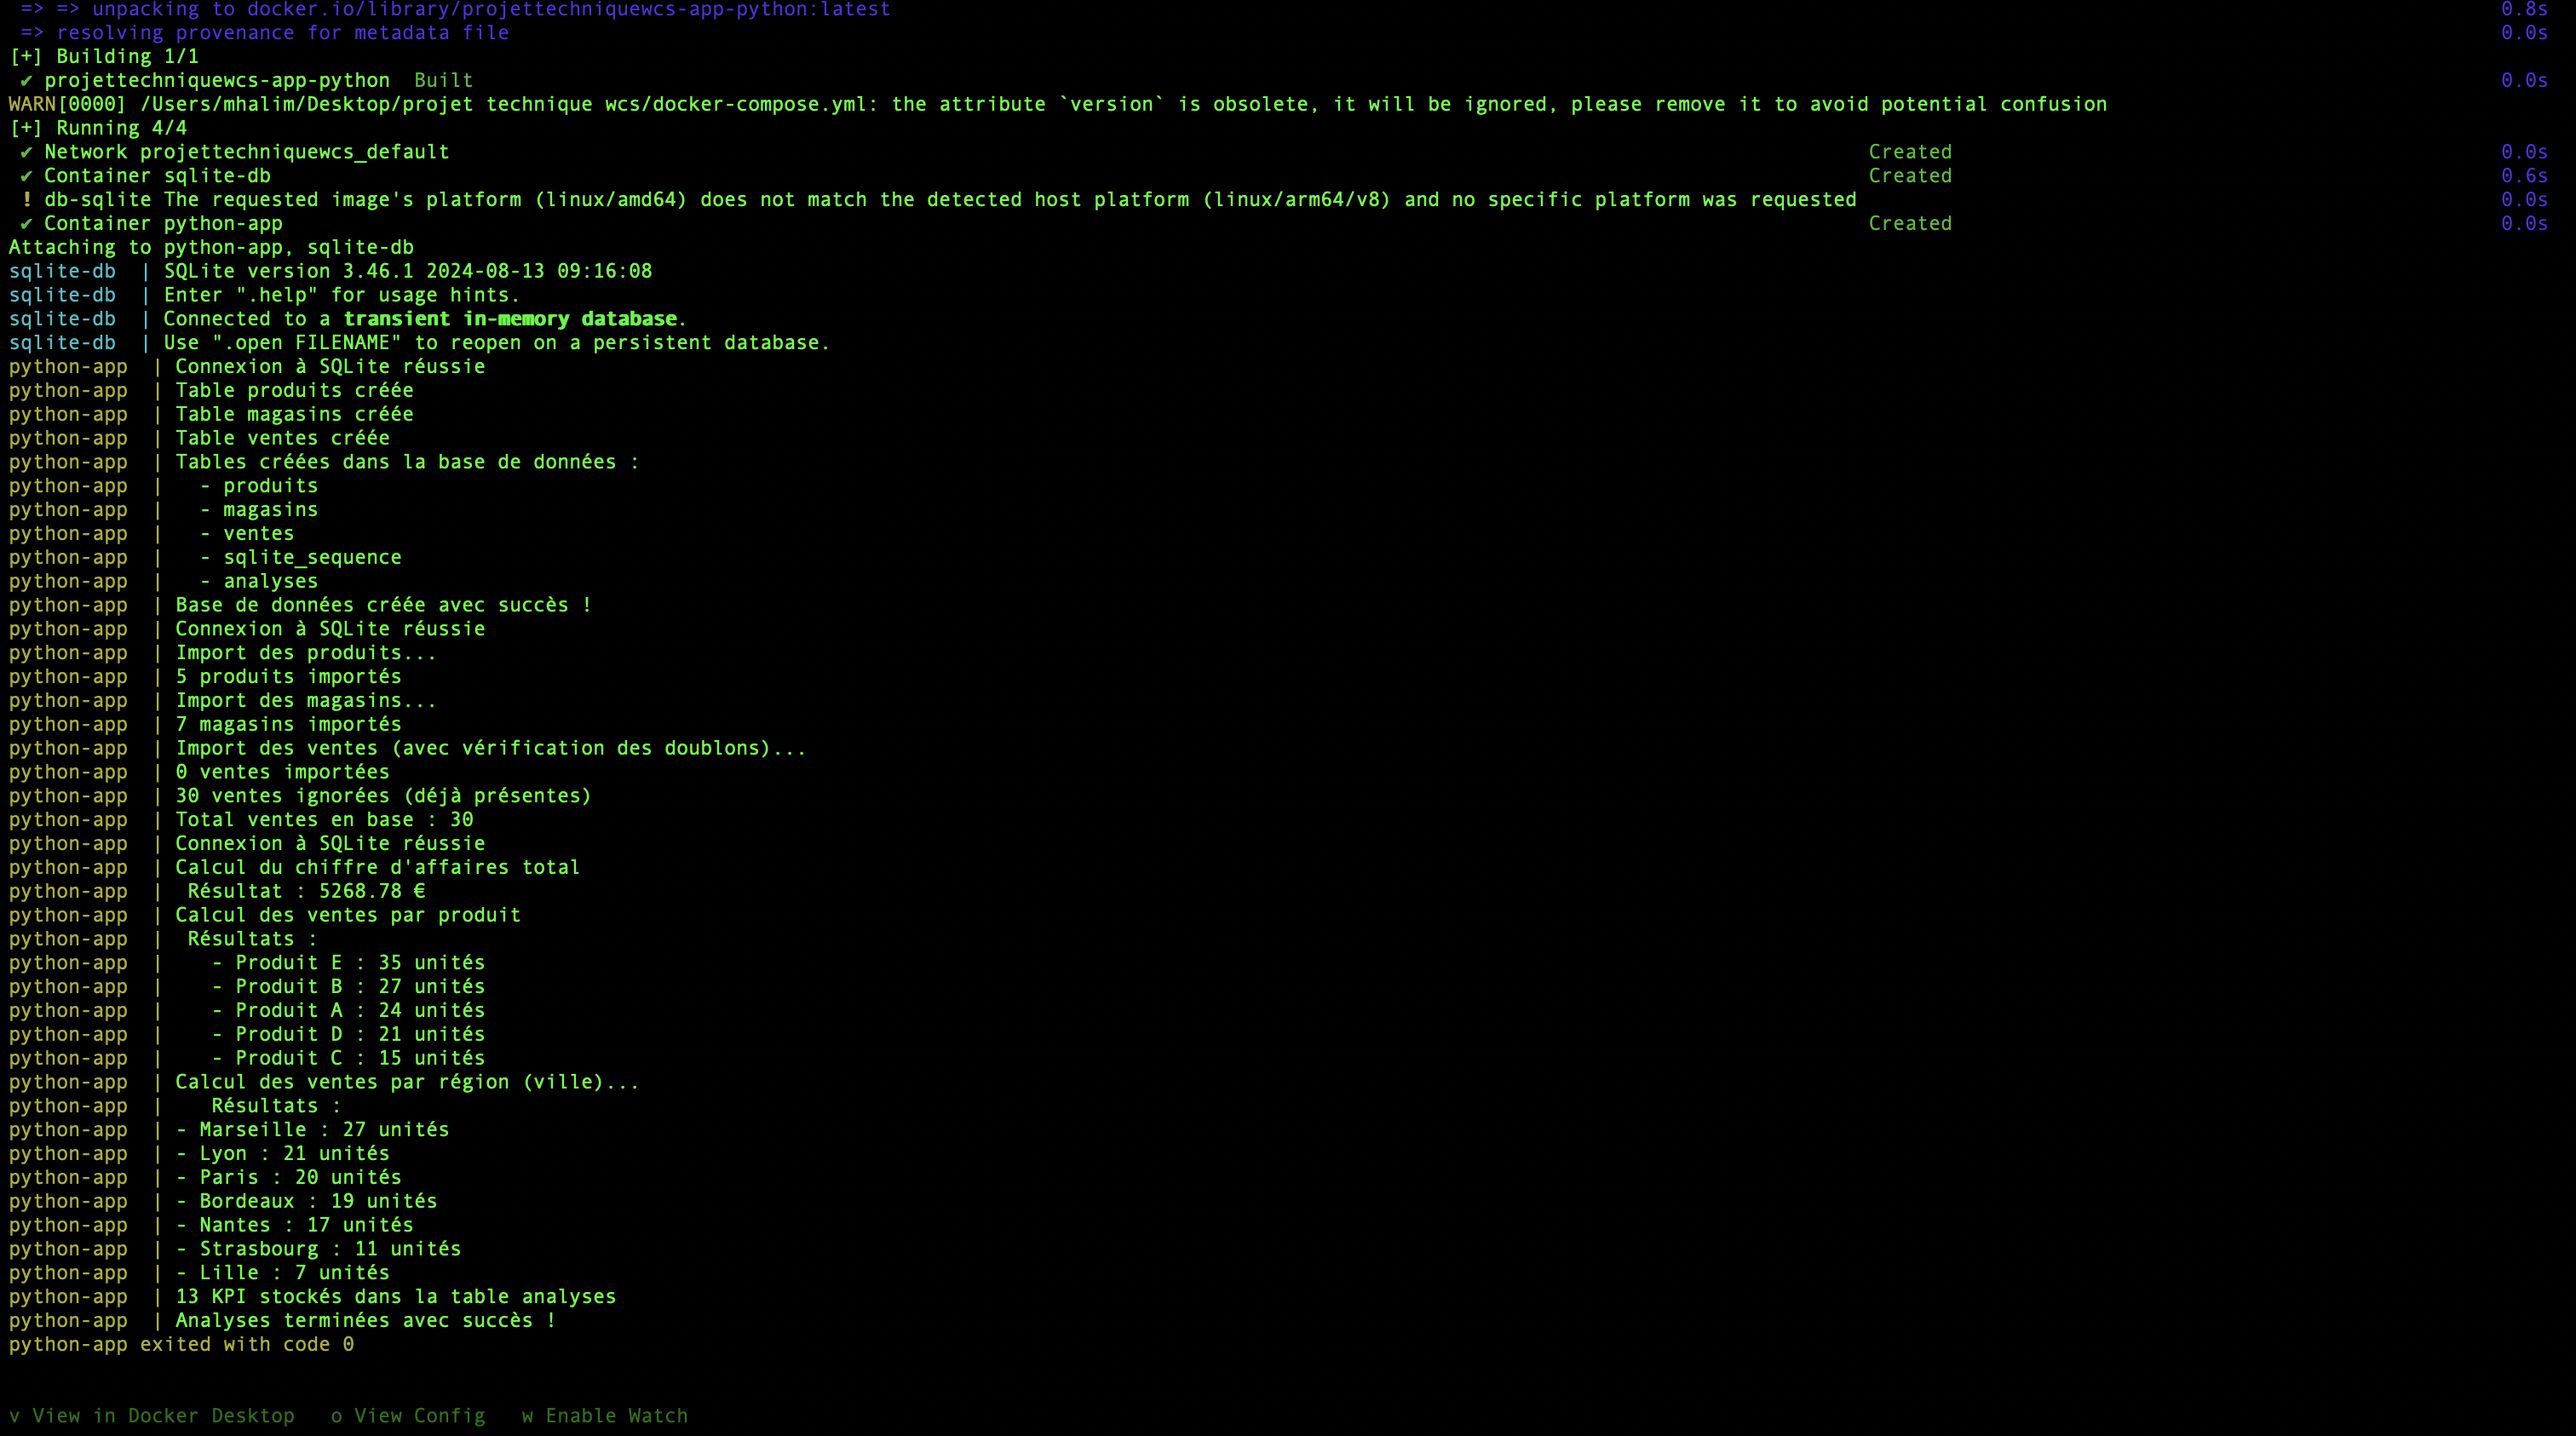 => => unpacking to docker.io/library/projettechniquewcs-app-python:latest 0.8s
=> resolving provenance for metadata file 0.0s
[+] Building 1/1
✔ projettechniquewcs-app-python Built 0.0s
WARN[0000] /Users/mhalim/Desktop/projet technique wcs/docker-compose.yml: the attribute `version` is obsolete, it will be ignored, please remove it to avoid potential confusion
[+] Running 4/4
✔ Network projettechniquewcs_default Created 0.0s
✔ Container sqlite-db Created 0.6s
! db-sqlite The requested image's platform (linux/amd64) does not match the detected host platform (linux/arm64/v8) and no specific platform was requested 0.0s
✔ Container python-app Created 0.0s
Attaching to python-app, sqlite-db
sqlite-db | SQLite version 3.46.1 2024-08-13 09:16:08
sqlite-db | Enter ".help" for usage hints.
sqlite-db | Connected to a transient in-memory database.
sqlite-db | Use ".open FILENAME" to reopen on a persistent database.
python-app | Connexion à SQLite réussie
python-app | Table produits créée
python-app | Table magasins créée
python-app | Table ventes créée
python-app | Tables créées dans la base de données :
python-app | - produits
python-app | - magasins
python-app | - ventes
python-app | - sqlite_sequence
python-app | - analyses
python-app | Base de données créée avec succès !
python-app | Connexion à SQLite réussie
python-app | Import des produits...
python-app | 5 produits importés
python-app | Import des magasins...
python-app | 7 magasins importés
python-app | Import des ventes (avec vérification des doublons)...
python-app | 0 ventes importées
python-app | 30 ventes ignorées (déjà présentes)
python-app | Total ventes en base : 30
python-app | Connexion à SQLite réussie
python-app | Calcul du chiffre d'affaires total
python-app | Résultat : 5268.78 €
python-app | Calcul des ventes par produit
python-app | Résultats :
python-app | - Produit E : 35 unités
python-app | - Produit B : 27 unités
python-app | - Produit A : 24 unités
python-app | - Produit D : 21 unités
python-app | - Produit C : 15 unités
python-app | Calcul des ventes par région (ville)...
python-app | Résultats :
python-app | - Marseille : 27 unités
python-app | - Lyon : 21 unités
python-app | - Paris : 20 unités
python-app | - Bordeaux : 19 unités
python-app | - Nantes : 17 unités
python-app | - Strasbourg : 11 unités
python-app | - Lille : 7 unités
python-app | 13 KPI stockés dans la table analyses
python-app | Analyses terminées avec succès !
python-app exited with code 0
v View in Docker Desktop o View Config w Enable Watch